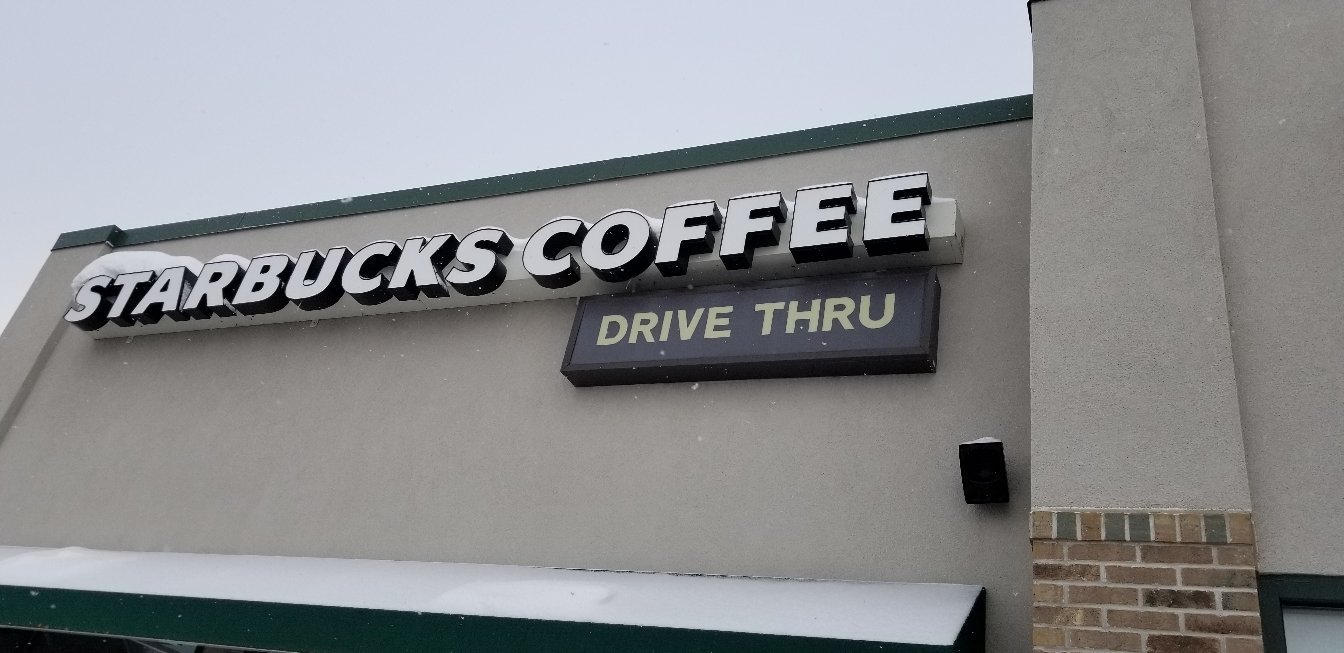 STARBUCKS COFFEE
DRIVE THRU